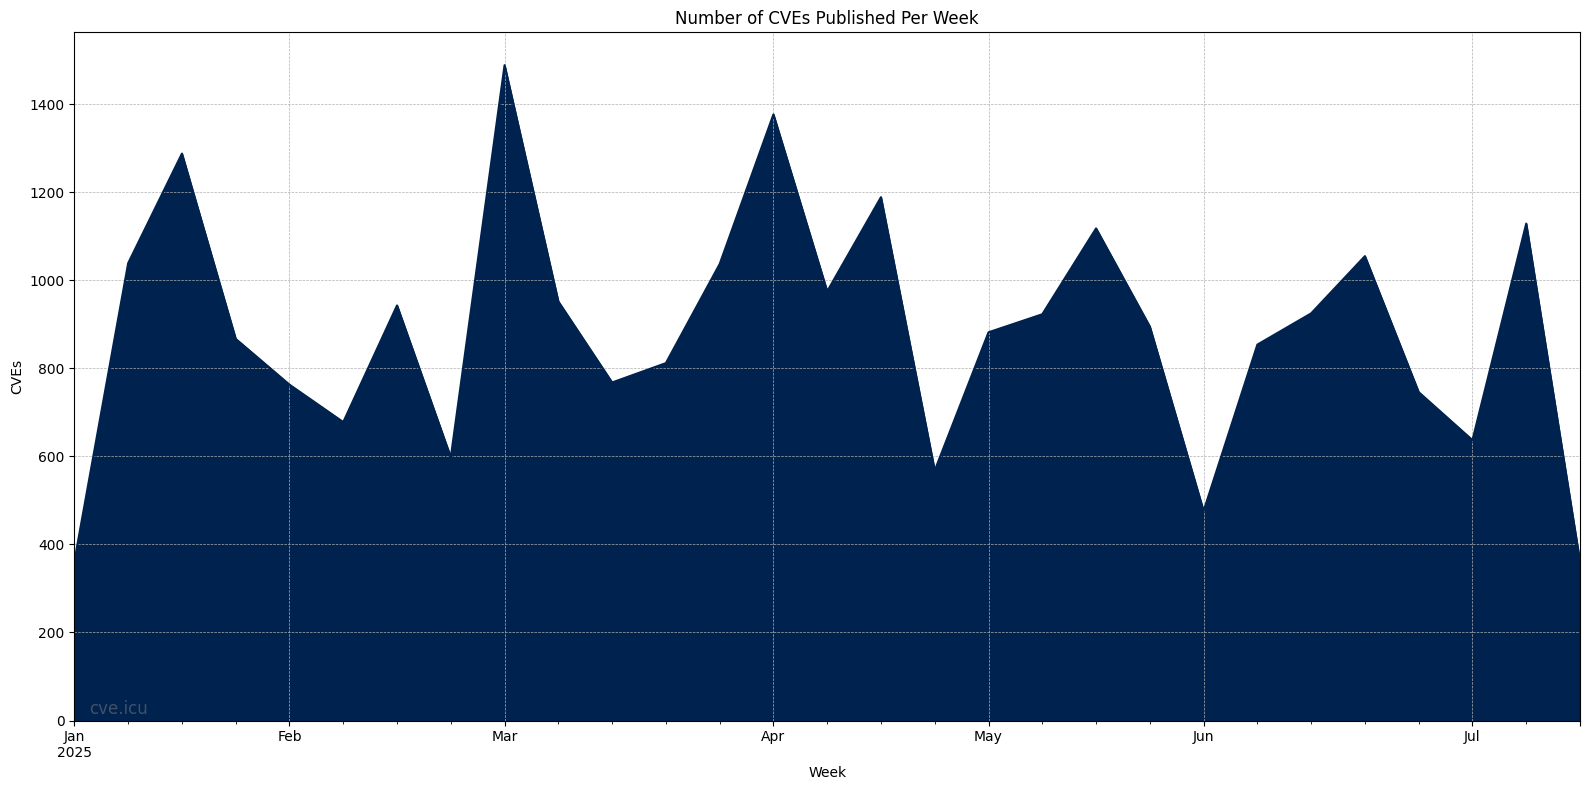 Number of CVEs Published Per Week
1400
1200
1000
800
600
400
200
0
CVEs
cve.icu
Jan
2025
Feb
Mar
Apr
May
Jun
Jul
Week